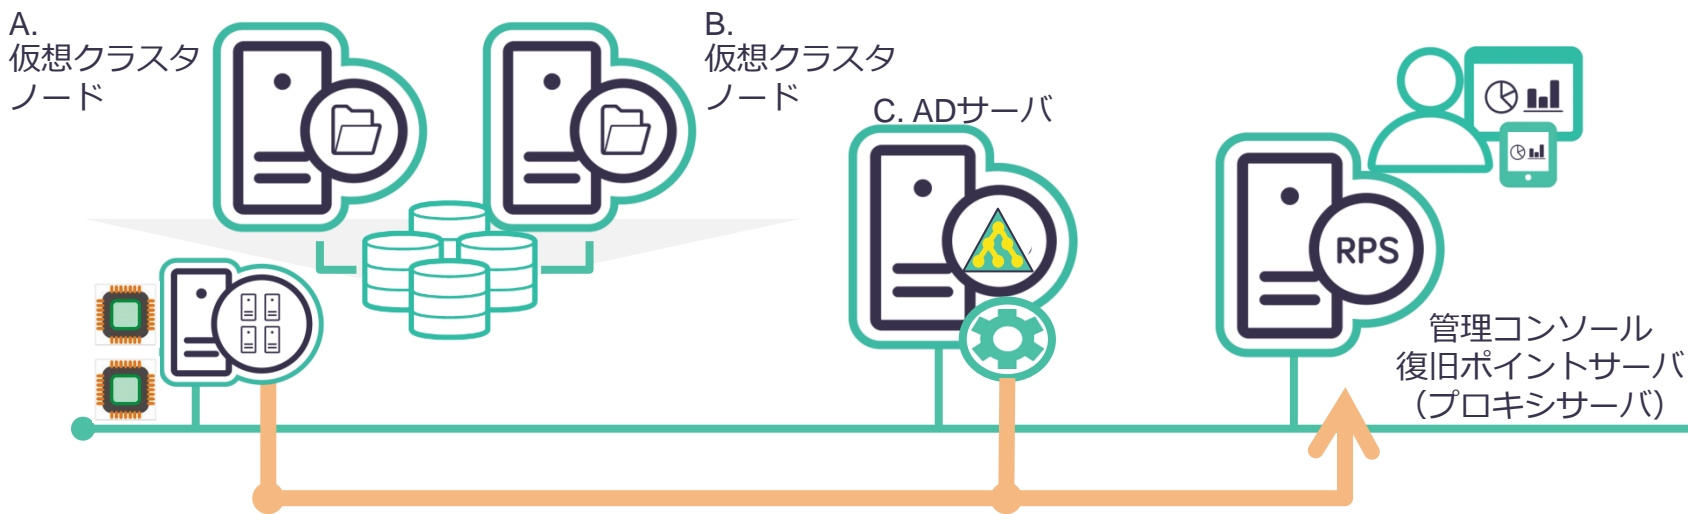 A.
仮想クラスタ
ノード
B.
仮想クラスタ
ノード
C. ADサーバ
RPS
管理コンソール
復旧ポイントサーバ
（プロキシサーバ）